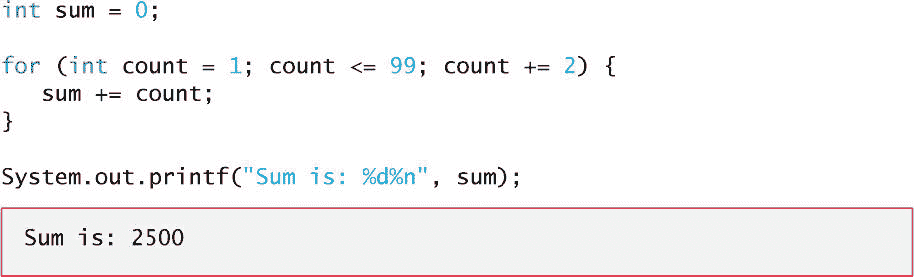 int sum = 0;
for (int count = 1; count <= 99; count += 2) {
sum += count;
}
System.out.printf("Sum is: %d%n", sum);
Sum is: 2500